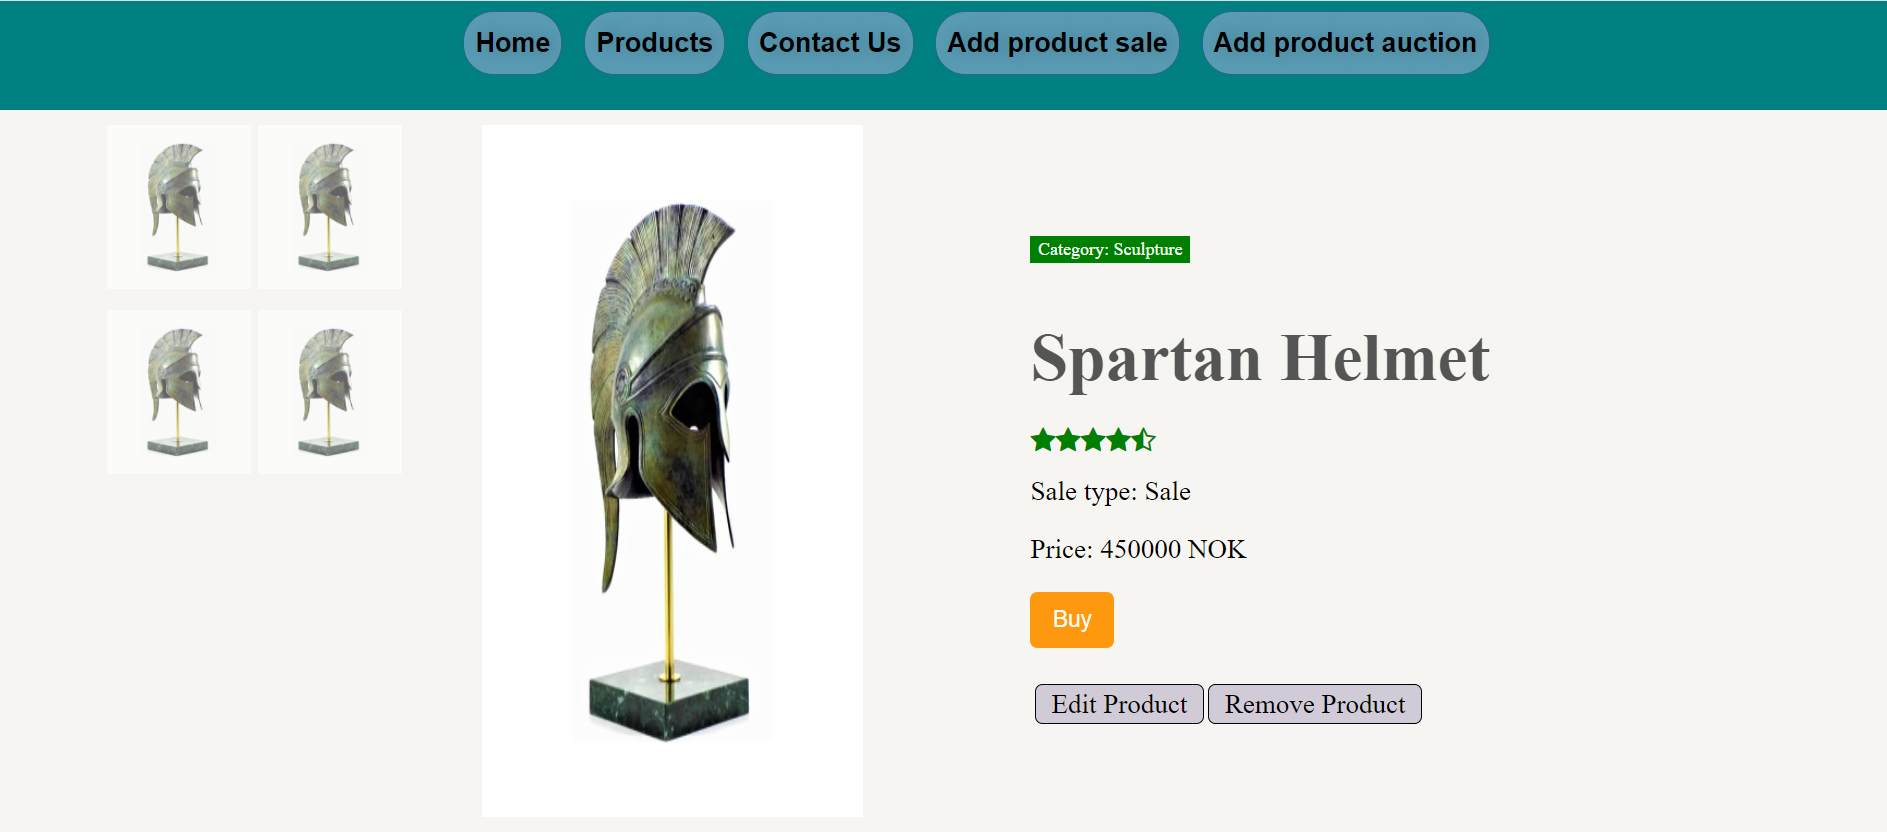 Home Products Contact Us Add product sale Add product auction
Category: Sculpture
Spartan Helmet
Sale type: Sale
Price: 450000 NOK
Buy
Edit Product Remove Product